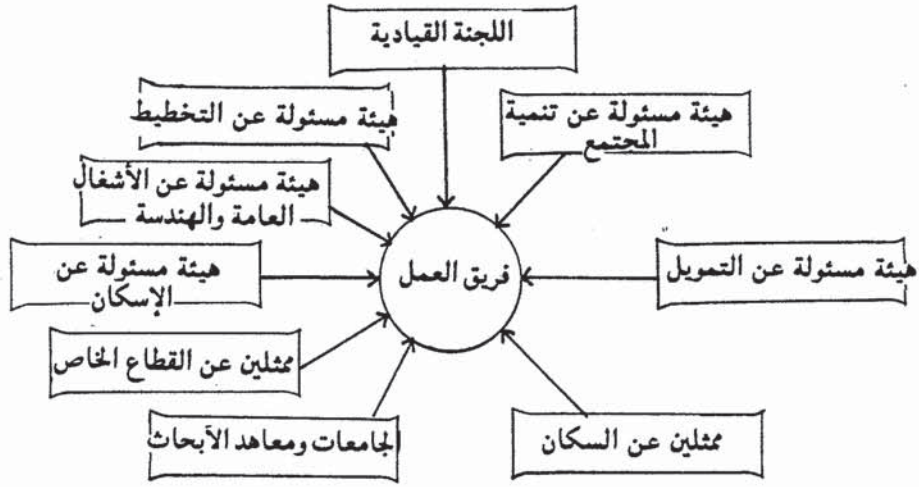 اللجنة القيادية
هيئة مسئولة عن تنمية
المجتمع
هيئة مسئولة عن التخطيط
هيئة مسئولة عن الأشغال
العامة والهندسة
هيئة مسئولة عن التمويل
فريق العمل
هيئة مسئولة عن
الإسكان
ممثلين عن القطاع الخاص
ممثلين عن السكان
الجامعات ومعاهد الأبحاث